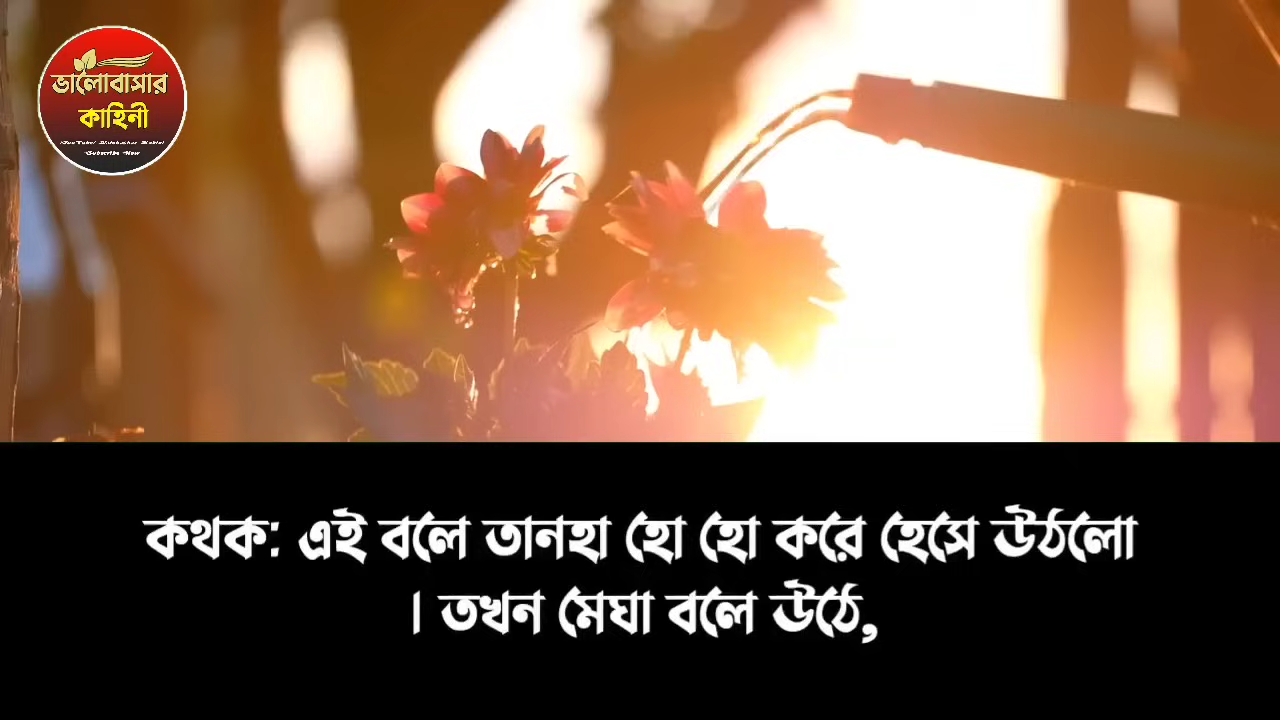 ভালোবাসার
কাহিনী
কথক: এই বলে তানহা হো হো করে হেসে উঠলো
। তখন মেঘা বলে উঠে,